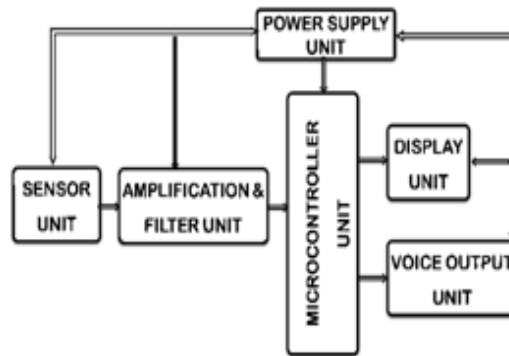 POWER SUPPLY
UNIT
SENSOR
UNIT
AMPLIFICATION &
FILTER UNIT
MICROCONTROLLER
UNIT
DISPLAY
UNIT
VOICE OUTPUT
UNIT